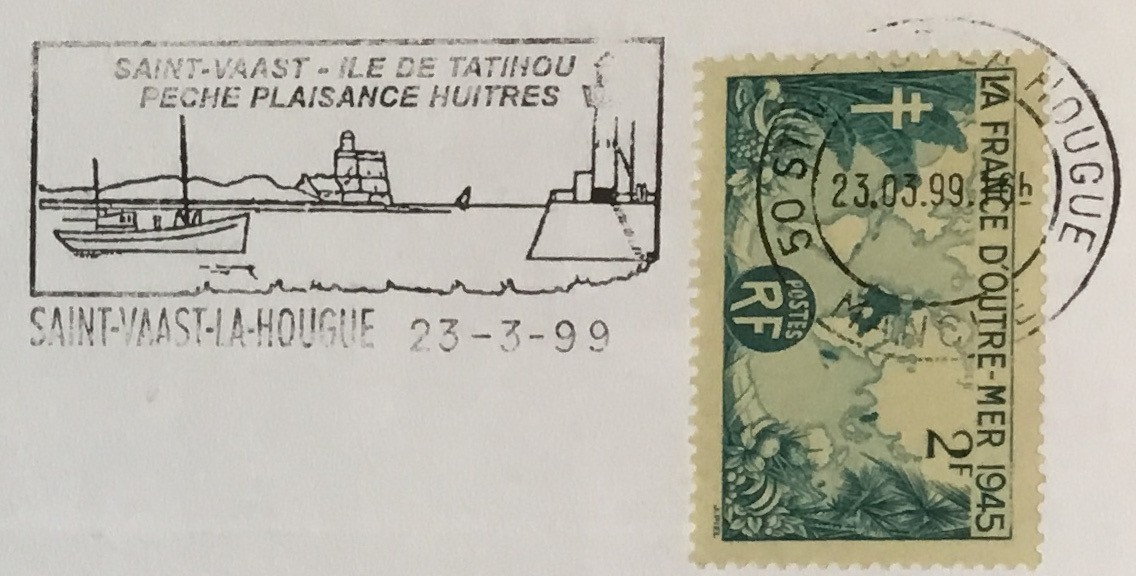 SAINT-VAAST - ILE DE TATIHOU
PECHE PLAISANCE HUITRES
SAINT-VAAST-LA-HOUGUE 23-3-99
HOUGUE
23.03.99
50
LA FRANCE D'OUTRE-MER 1945
POSTES
RF
2F